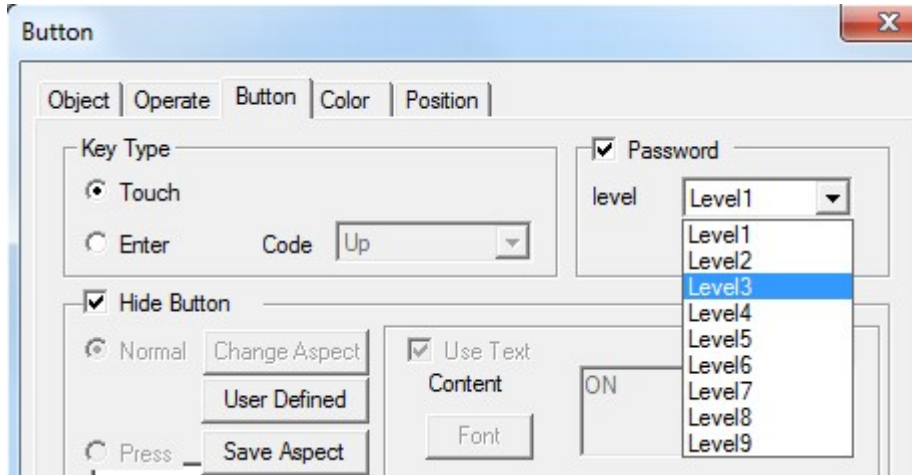 Button
Object Operate Button Color Position
Key Type
Touch
Enter Code Up
Password
level Level1
Level1
Level2
Level3
Level4
Level5
Level6
Level7
Level8
Level9
Hide Button
Normal Change Aspect
User Defined
Press Save Aspect
Use Text
Content ON
Font